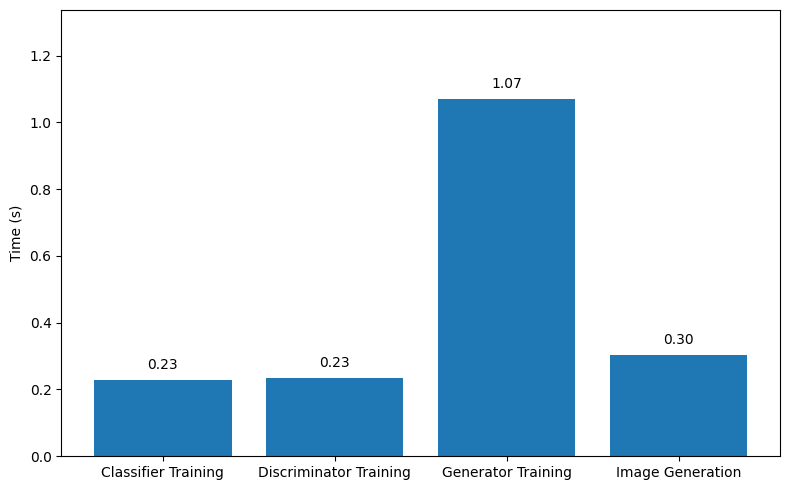 1.2
1.0
0.8
0.6
0.4
0.2
0.0
Time (s)
0.23
0.23
1.07
0.30
Classifier Training
Discriminator Training
Generator Training
Image Generation